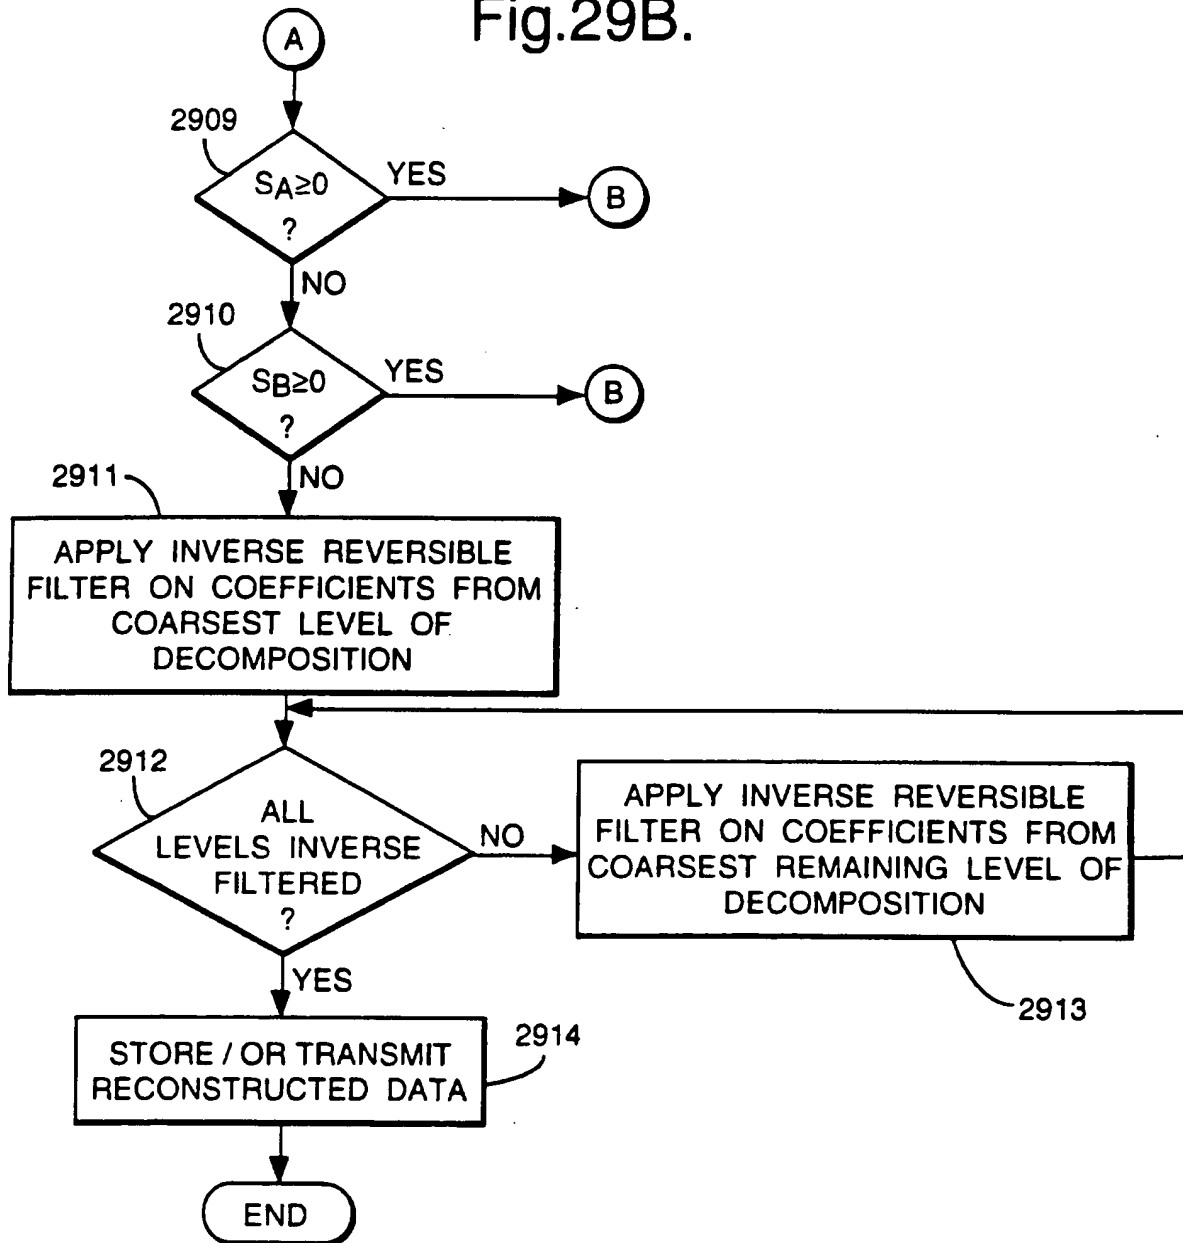 Fig.29B.
A
2909
SA≥0
?
YES
B
NO
2910
SB≥0
?
YES
B
NO
2911
APPLY INVERSE REVERSIBLE
FILTER ON COEFFICIENTS FROM
COARSEST LEVEL OF
DECOMPOSITION
2912
ALL
LEVELS INVERSE
FILTERED
?
NO
APPLY INVERSE REVERSIBLE
FILTER ON COEFFICIENTS FROM
COARSEST REMAINING LEVEL OF
DECOMPOSITION
2913
YES
STORE / OR TRANSMIT
RECONSTRUCTED DATA
2914
END